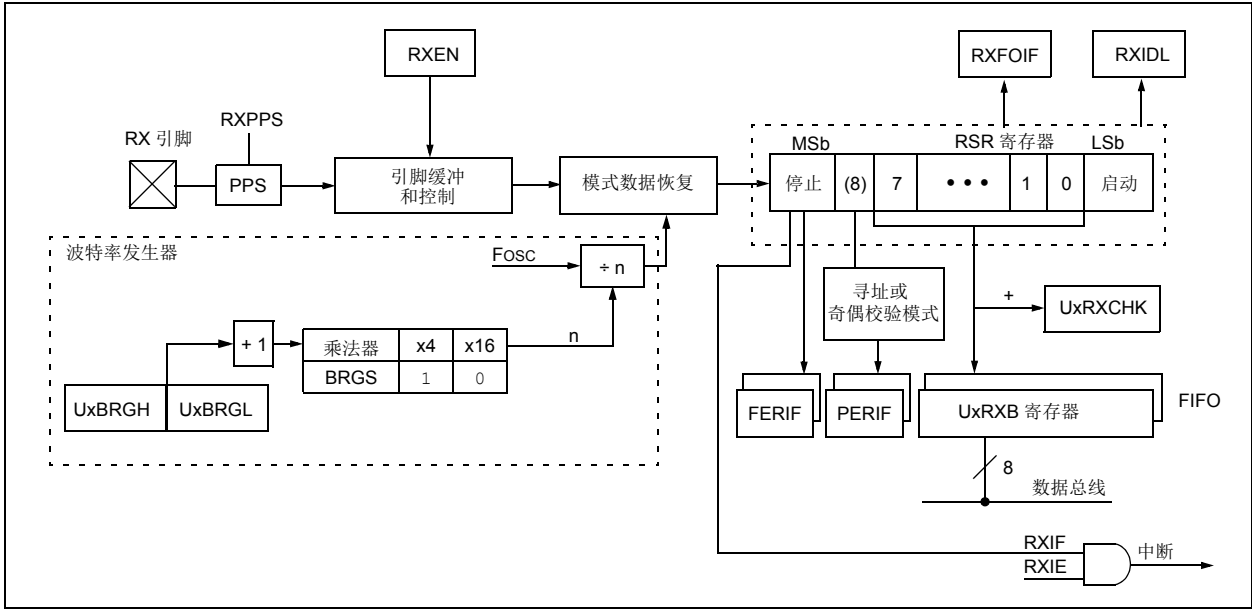 RXEN
RXFOIF
RXIDL
RXPPS
RX 引脚
PPS
引脚缓冲
和控制
模式数据恢复
MSb
RSR 寄存器
LSb
停止
(8)
7
• • •
1
0
启动
波特率发生器
FOSC
÷ n
n
+ 1
乘法器
x4
x16
BRGS
1
0
UxBRGH
UxBRGL
寻址或
奇偶校验模式
+
UxRXCHK
FERIF
PERIF
UxRXB 寄存器
FIFO
8
数据总线
RXIF
RXIE
中断